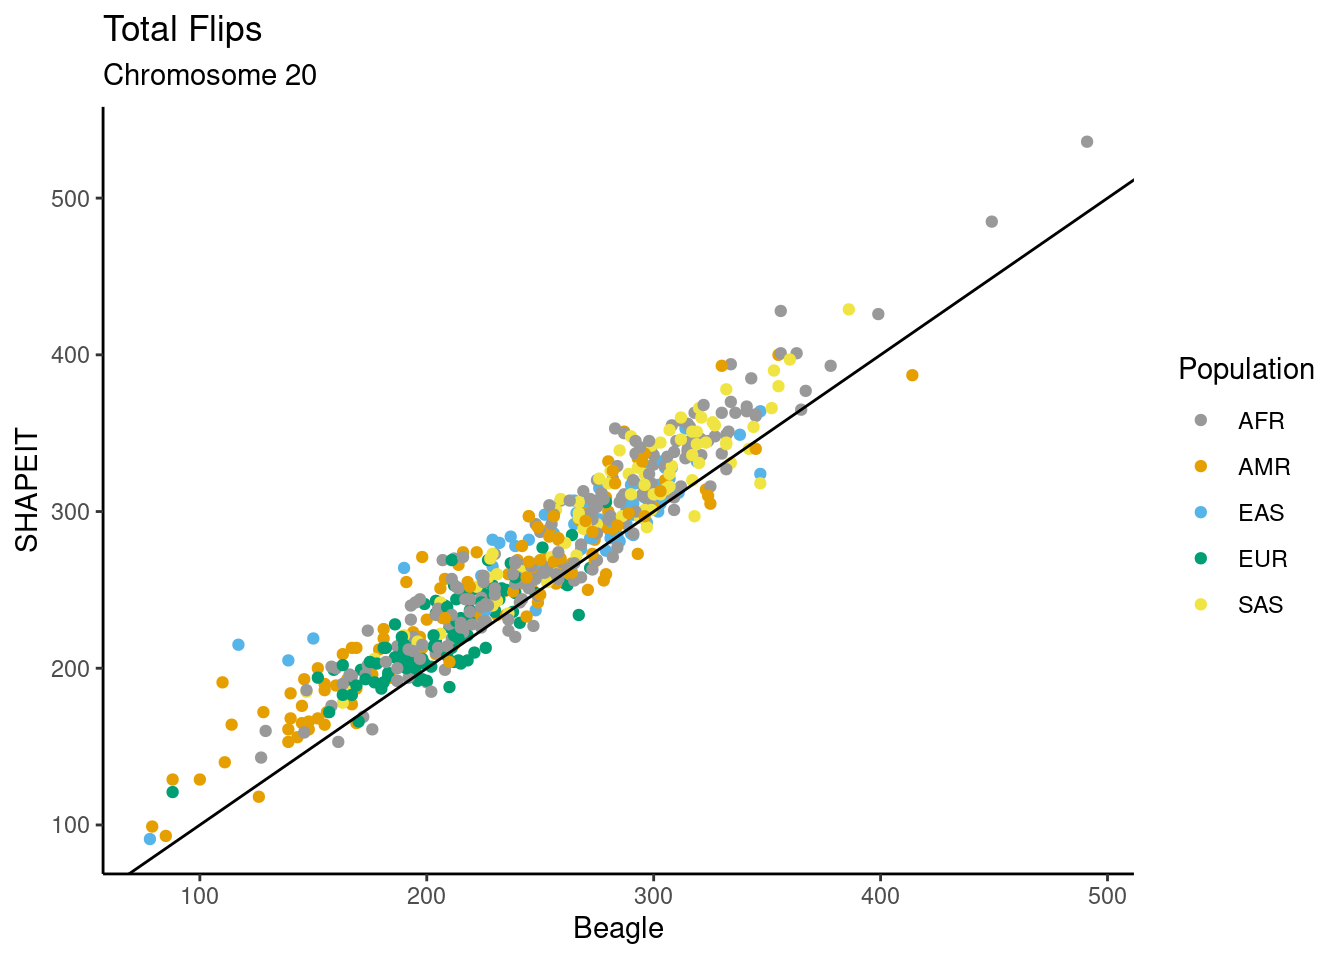 Total Flips
Chromosome 20
500
400
300
200
100
SHAPEIT
100
200
300
400
500
Beagle
Population
AFR
AMR
EAS
EUR
SAS